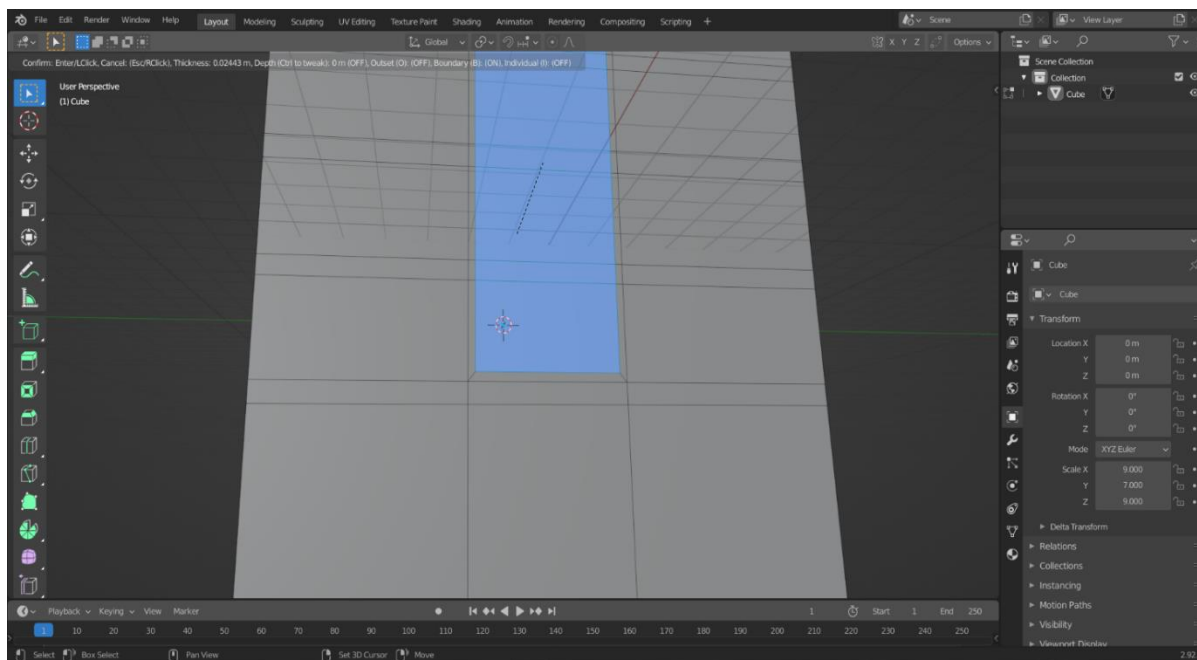 File Edit Render Window Help Layout Modeling Sculpting UV Editing Texture Paint Shading Animation Rendering Compositing Scripting + Scene View Layer
Global X Y Z Options
Confirm: Enter/LClick, Cancel: (Esc/RClick), Thickness: 0.02443 m, Depth (Ctrl to tweak): 0 m (OFF), Outset (O): (OFF), Boundary (B): (ON), Individual (I): (OFF)
User Perspective
(1) Cube
Scene Collection
Collection
Cube
Cube
Cube
Transform
Location X 0 m
Y 0 m
Z 0 m
Rotation X 0°
Y 0°
Z 0°
Mode XYZ Euler
Scale X 9.000
Y 7.000
Z 9.000
Delta Transform
Relations
Collections
Instancing
Motion Paths
Visibility
Viewport Display
Playback Keying View Marker 1 Start 1 End 250
1 10 20 30 40 50 60 70 80 90 100 110 120 130 140 150 160 170 180 190 200 210 220 230 240 250
Select Box Select Pan View Set 3D Cursor Move 2.92